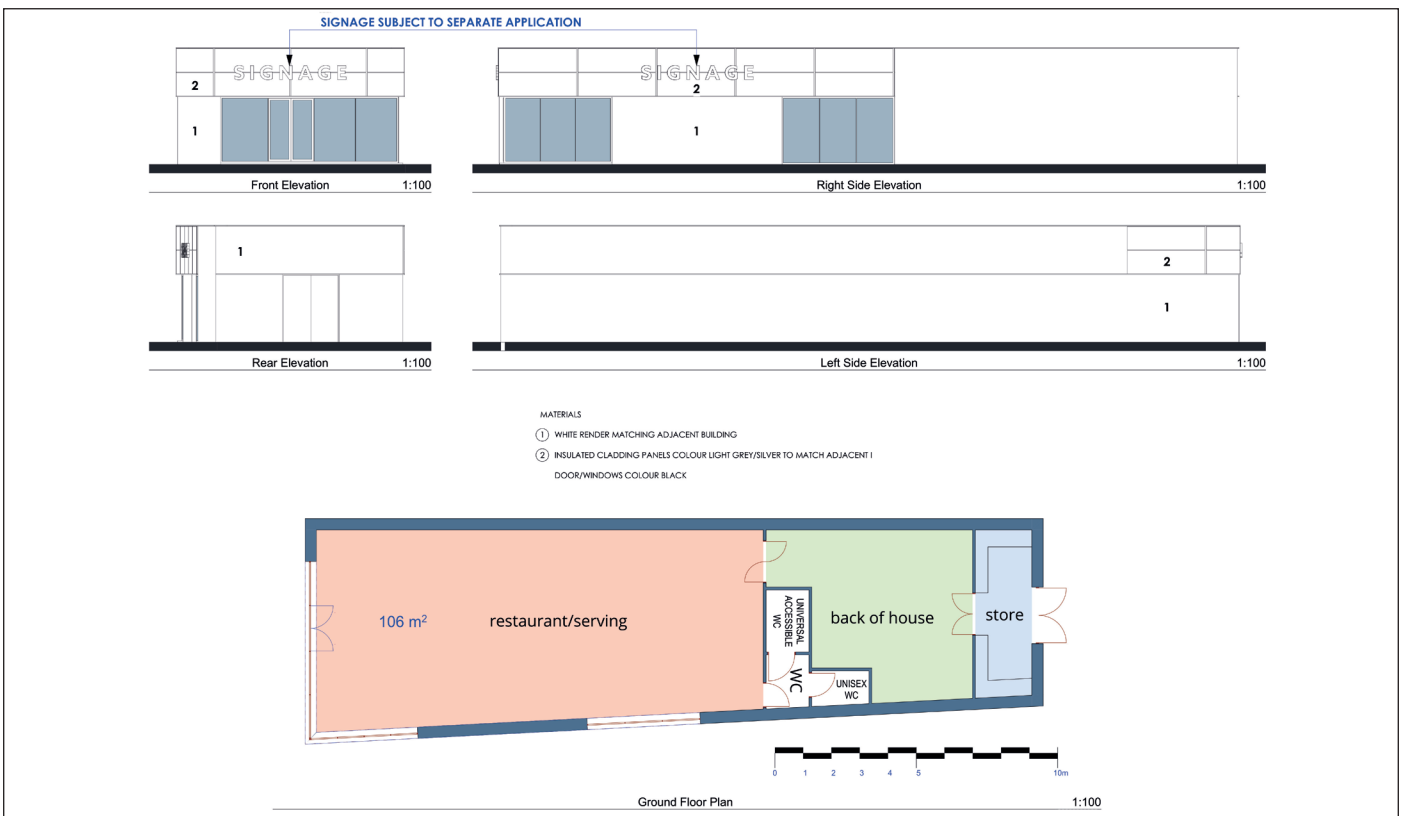 SIGNAGE SUBJECT TO SEPARATE APPLICATION
SIGNAGE
2
1
Front Elevation 1:100
SIGNAGE
2
1
Right Side Elevation 1:100
1
Rear Elevation 1:100
2
1
Left Side Elevation 1:100
MATERIALS
1 WHITE RENDER MATCHING ADJACENT BUILDING
2 INSULATED CLADDING PANELS COLOUR LIGHT GREY/SILVER TO MATCH ADJACENT
DOOR/WINDOWS COLOUR BLACK
106 m²
restaurant/serving
UNIVERSAL
ACCESSIBLE
WC
WC
UNISEX
WC
back of house
store
0 1 2 3 4 5 10m
Ground Floor Plan 1:100